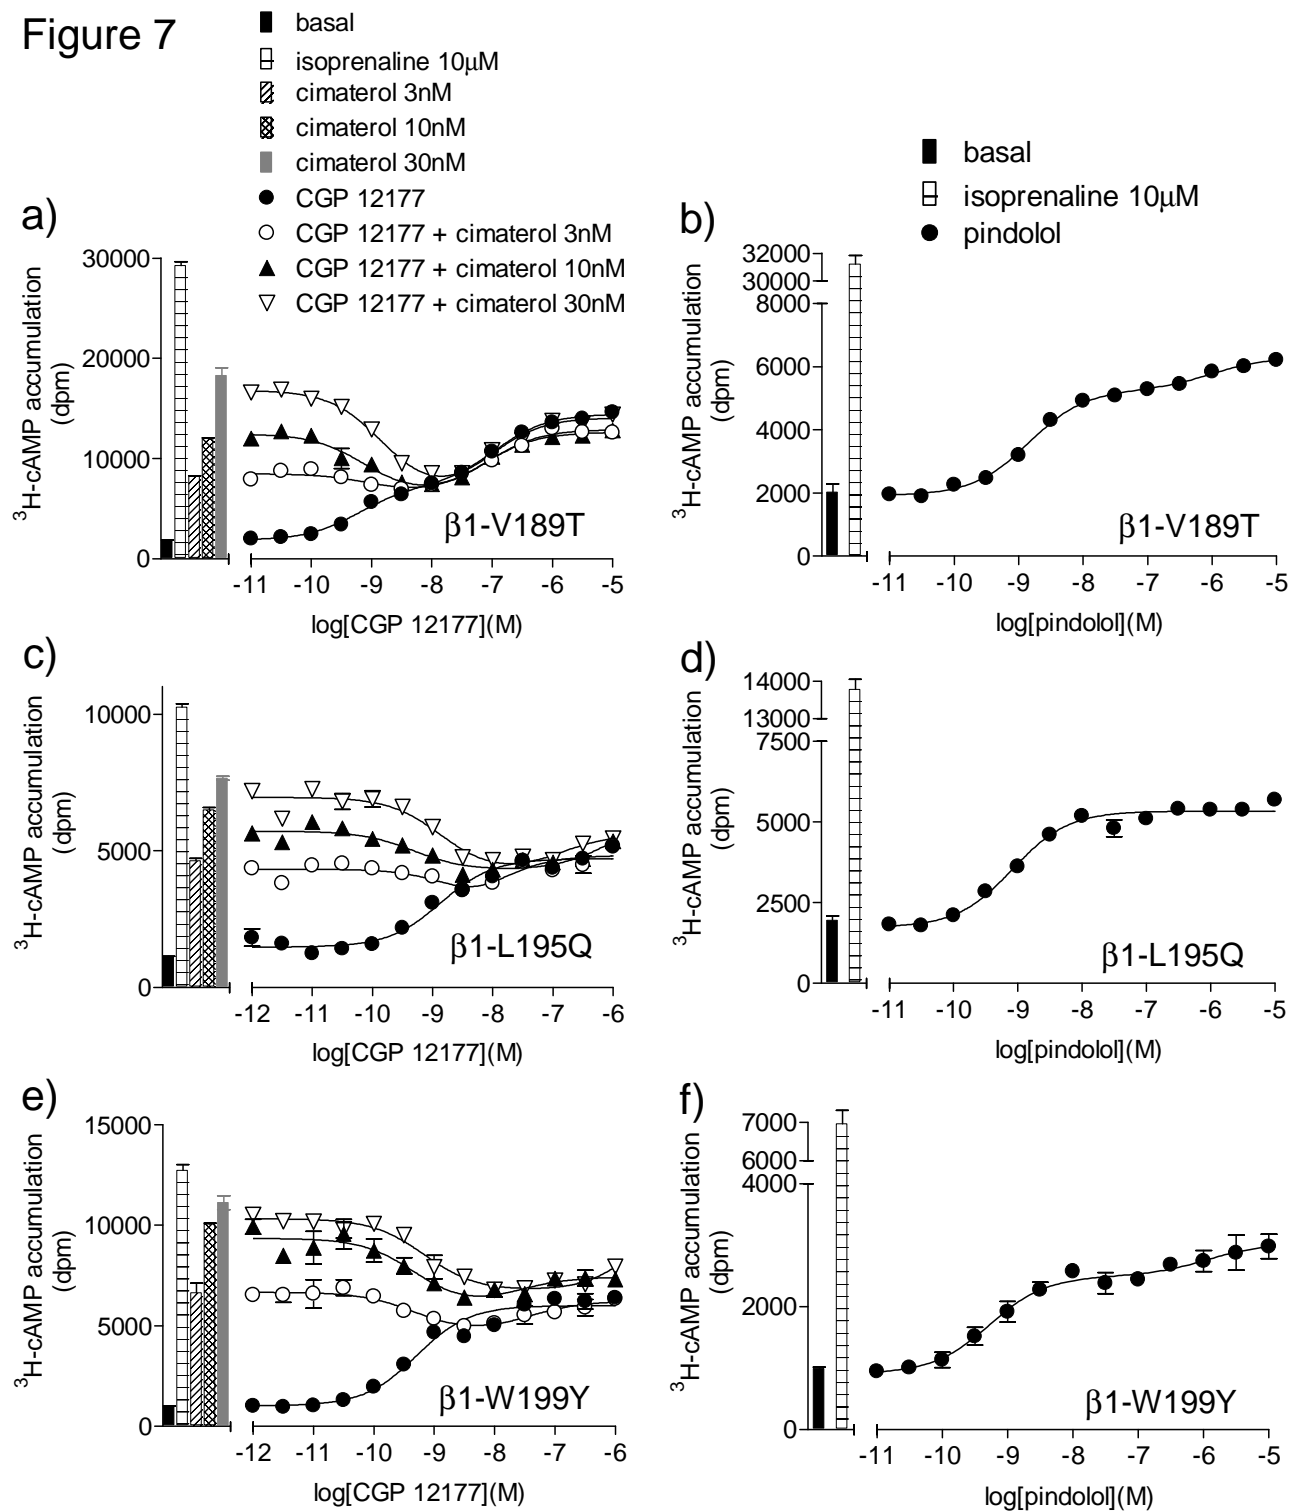 Figure 7
basal
isoprenaline 10μM
cimaterol 3nM
cimaterol 10nM
cimaterol 30nM
CGP 12177
CGP 12177 + cimaterol 3nM
CGP 12177 + cimaterol 10nM
CGP 12177 + cimaterol 30nM
basal
isoprenaline 10μM
pindolol
a)
³H-cAMP accumulation
(dpm)
30000
20000
10000
0
β1-V189T
-11 -10 -9 -8 -7 -6 -5
log[CGP 12177](M)
b)
³H-cAMP accumulation
(dpm)
32000
30000
8000
6000
4000
2000
0
β1-V189T
-11 -10 -9 -8 -7 -6 -5
log[pindolol](M)
c)
³H-cAMP accumulation
(dpm)
10000
5000
0
β1-L195Q
-12 -11 -10 -9 -8 -7 -6
log[CGP 12177](M)
d)
³H-cAMP accumulation
(dpm)
14000
13000
7500
5000
2500
0
β1-L195Q
-11 -10 -9 -8 -7 -6 -5
log[pindolol](M)
e)
³H-cAMP accumulation
(dpm)
15000
10000
5000
0
β1-W199Y
-12 -11 -10 -9 -8 -7 -6
log[CGP 12177](M)
f)
³H-cAMP accumulation
(dpm)
7000
6000
4000
2000
0
β1-W199Y
-11 -10 -9 -8 -7 -6 -5
log[pindolol](M)